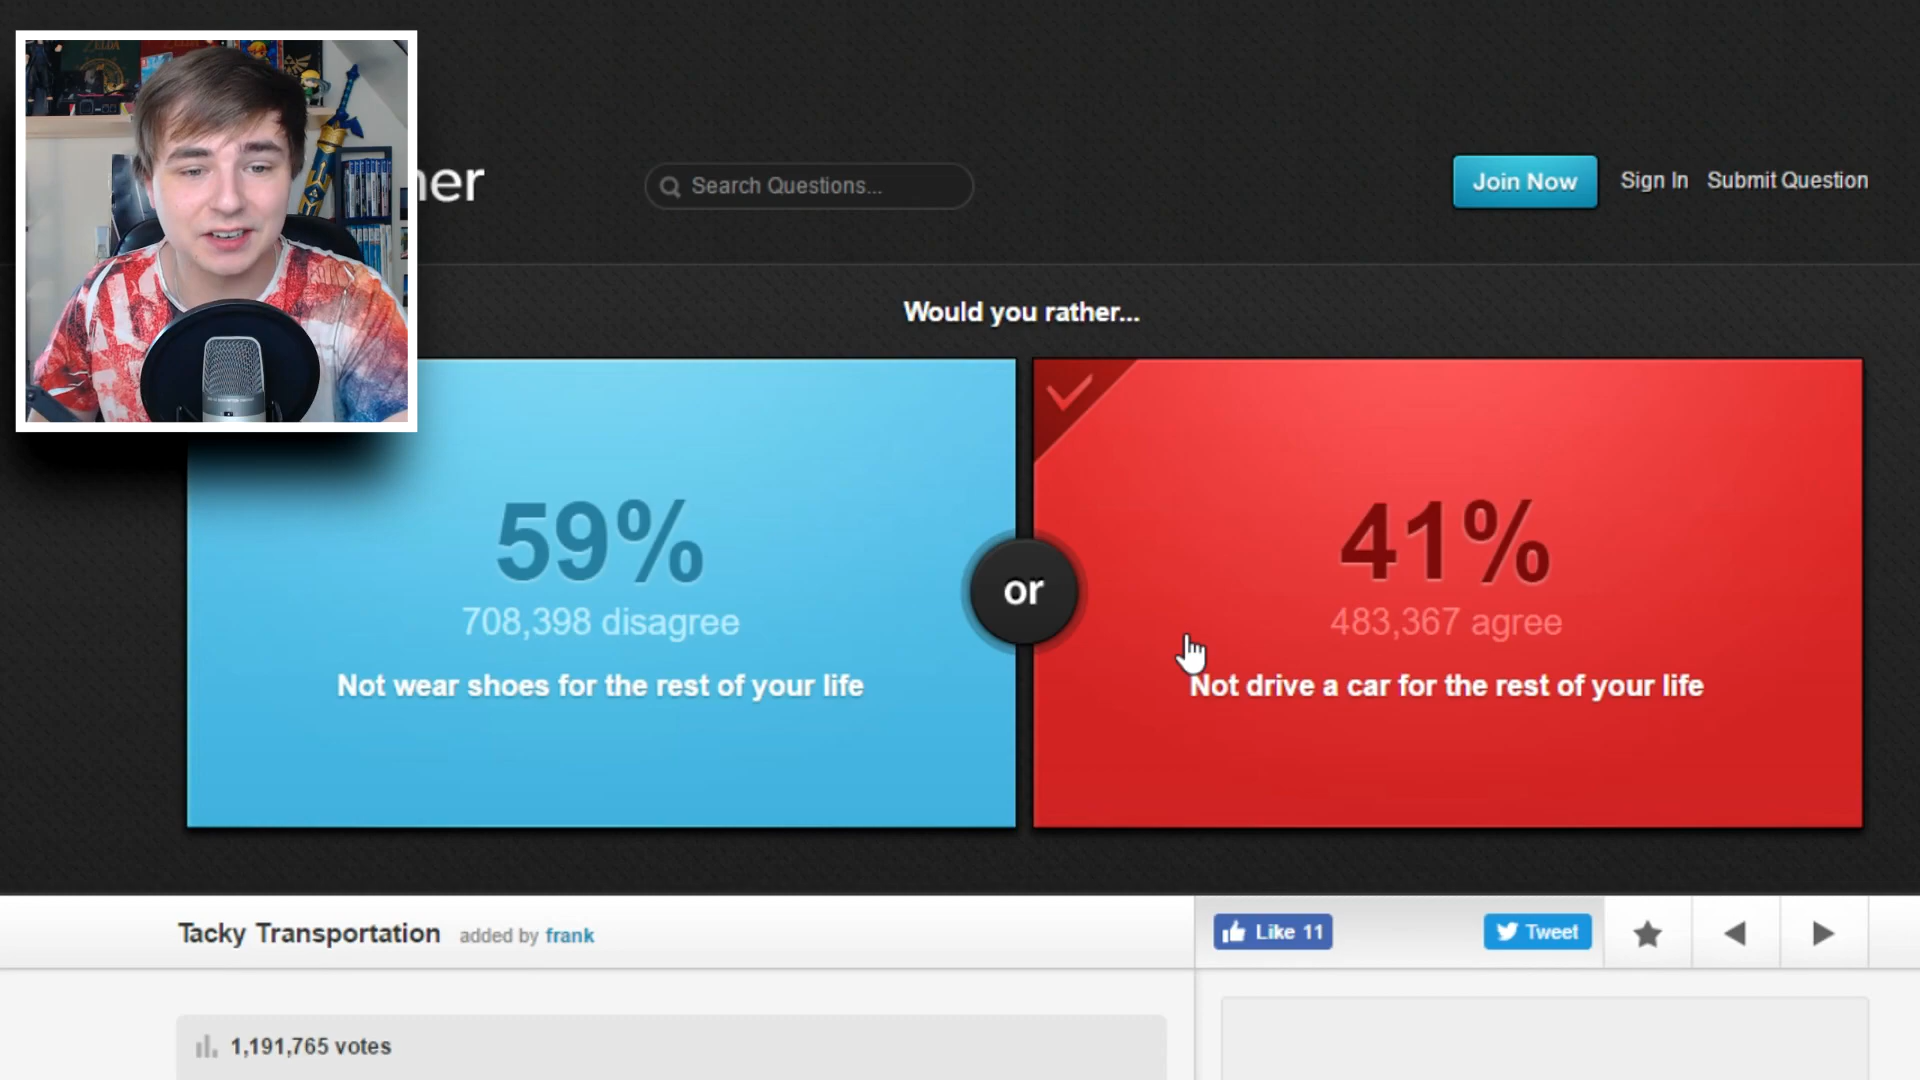 ZELDA
her
Search Questions...
Join Now
Sign In
Submit Question
Would you rather...
59%
708,398 disagree
Not wear shoes for the rest of your life
or
41%
483,367 agree
Not drive a car for the rest of your life
Tacky Transportation
added by frank
Like 11
Tweet
1,191,765 votes